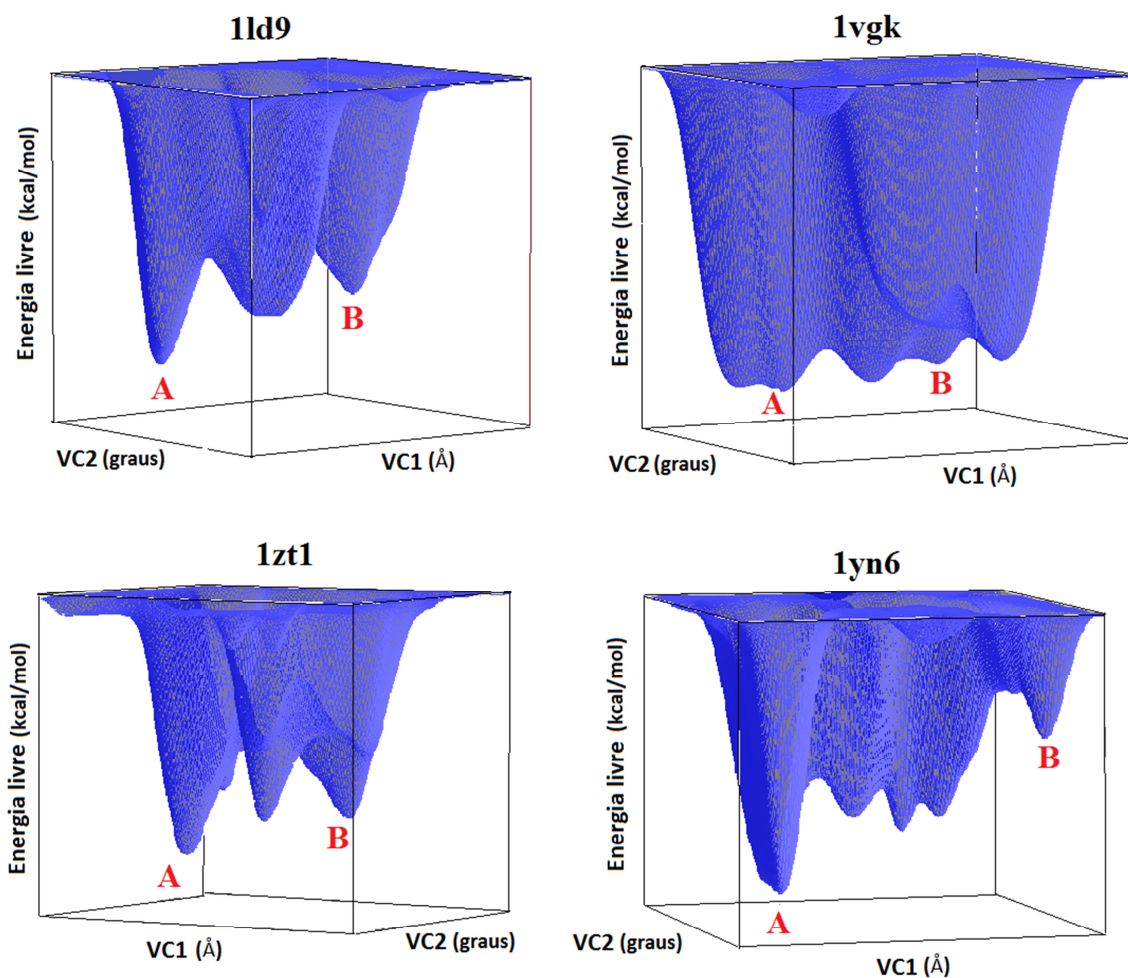 1ld9
Energia livre (kcal/mol)
A
B
VC2 (graus)
VC1 (Å)
1vgk
Energia livre (kcal/mol)
A
B
VC2 (graus)
VC1 (Å)
1zt1
Energia livre (kcal/mol)
A
B
VC1 (Å)
VC2 (graus)
1yn6
Energia livre (kcal/mol)
A
B
VC2 (graus)
VC1 (Å)